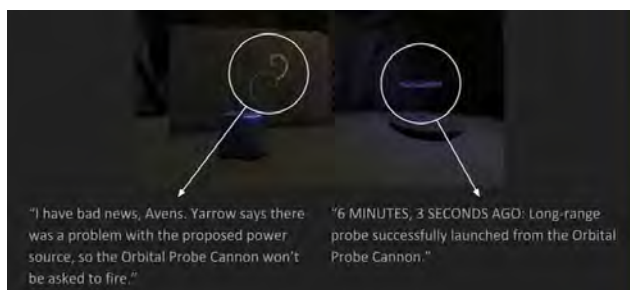 "I have bad news, Avens. Yarrow says there
was a problem with the proposed power
source, so the Orbital Probe Cannon won't
be asked to fire."
"6 MINUTES, 3 SECONDS AGO: Long-range
probe successfully launched from the Orbital
Probe Cannon."